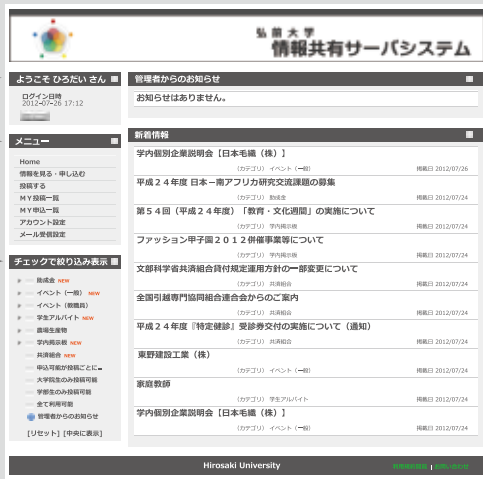 弘前大学
情報共有サーバシステム
ようこそ ひろだい さん
ログイン日時
2012-07-26 17:12
メニュー
Home
情報を見る・申し込む
投稿する
MY投稿一覧
MY申込一覧
アカウント設定
メール受信設定
チェックで絞り込み表示
助成金 NEW
イベント（一般） NEW
イベント（教職員）
学生アルバイト NEW
農場生産物
学内掲示板 NEW
共済組合 NEW
申込可能が投稿ごとに
大学院生のみ投稿可能
学部生のみ投稿可能
全て利用可能
管理者からのお知らせ
[リセット] [中央に表示]
管理者からのお知らせ
お知らせはありません。
新着情報
学内個別企業説明会【日本毛織（株）】
（カテゴリ） イベント（一般） 掲載日 2012/07/26
平成２４年度 日本－南アフリカ研究交流課題の募集
（カテゴリ） 助成金 掲載日 2012/07/24
第５４回（平成２４年度）「教育・文化週間」の実施について
（カテゴリ） 学内掲示板 掲載日 2012/07/24
ファッション甲子園２０１２併催事業等について
（カテゴリ） 学内掲示板 掲載日 2012/07/24
文部科学省共済組合貸付規定運用方針の一部変更について
（カテゴリ） 共済組合 掲載日 2012/07/24
全国引越専門協同組合連合会からのご案内
（カテゴリ） 共済組合 掲載日 2012/07/24
平成２４年度『特定健診』受診券交付の実施について（通知）
（カテゴリ） 共済組合 掲載日 2012/07/24
東野建設工業（株）
（カテゴリ） イベント（一般） 掲載日 2012/07/24
家庭教師
（カテゴリ） 学生アルバイト 掲載日 2012/07/24
学内個別企業説明会【日本毛織（株）】
（カテゴリ） イベント（一般） 掲載日 2012/07/24
Hirosaki University
お問い合わせ